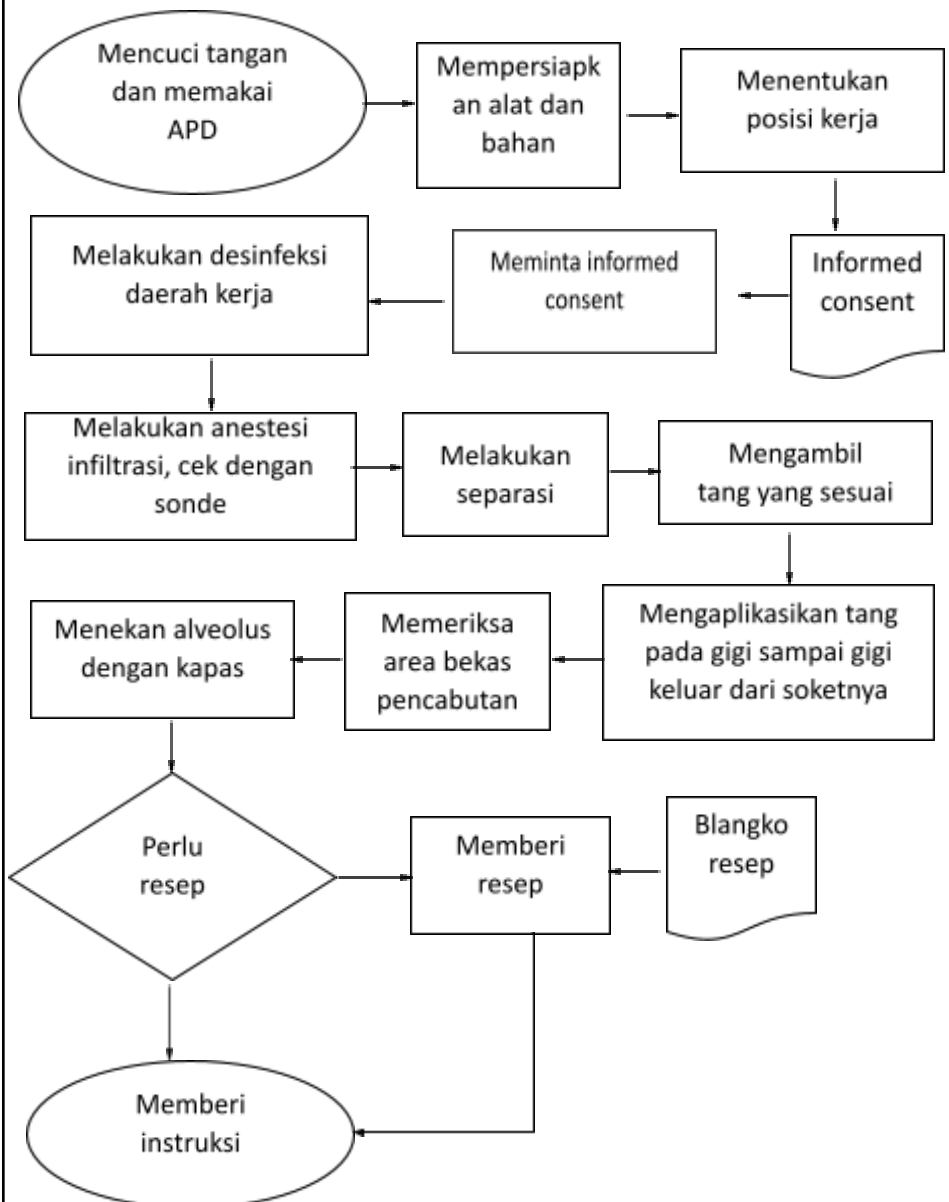 Mencuci tangan
dan memakai
APD
Mempersiapk
an alat dan
bahan
Menentukan
posisi kerja
Informed
consent
Meminta informed
consent
Melakukan desinfeksi
daerah kerja
Melakukan anestesi
infiltrasi, cek dengan
sonde
Melakukan
separasi
Mengambil
tang yang sesuai
Mengaplikasikan tang
pada gigi sampai gigi
keluar dari soketnya
Memeriksa
area bekas
pencabutan
Menekan alveolus
dengan kapas
Perlu
resep
Memberi
resep
Blangko
resep
Memberi
instruksi